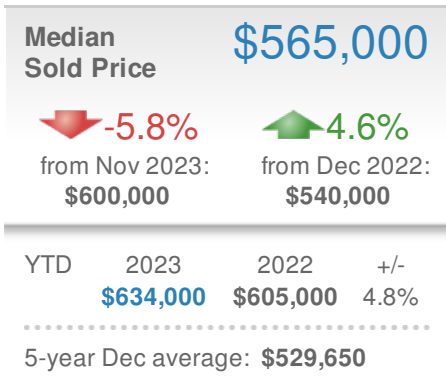 Median
Sold Price
$565,000
-5.8%
from Nov 2023:
$600,000
4.6%
from Dec 2022:
$540,000
YTD 2023 2022 +/-
$634,000 $605,000 4.8%
5-year Dec average: $529,650